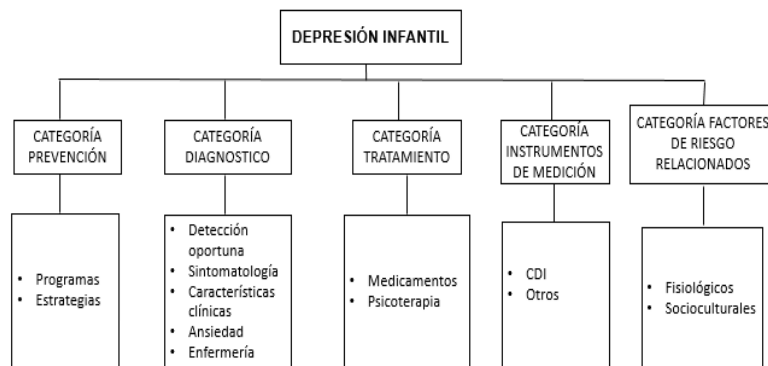 DEPRESIÓN INFANTIL
CATEGORÍA
PREVENCIÓN
CATEGORÍA
DIAGNOSTICO
CATEGORÍA
TRATAMIENTO
CATEGORÍA
INSTRUMENTOS
DE MEDICIÓN
CATEGORÍA FACTORES
DE RIESGO
RELACIONADOS
• Programas
• Estrategias
• Detección
oportuna
• Sintomatología
• Características
clínicas
• Ansiedad
• Enfermería
• Medicamentos
• Psicoterapia
• CDI
• Otros
• Fisiológicos
• Socioculturales